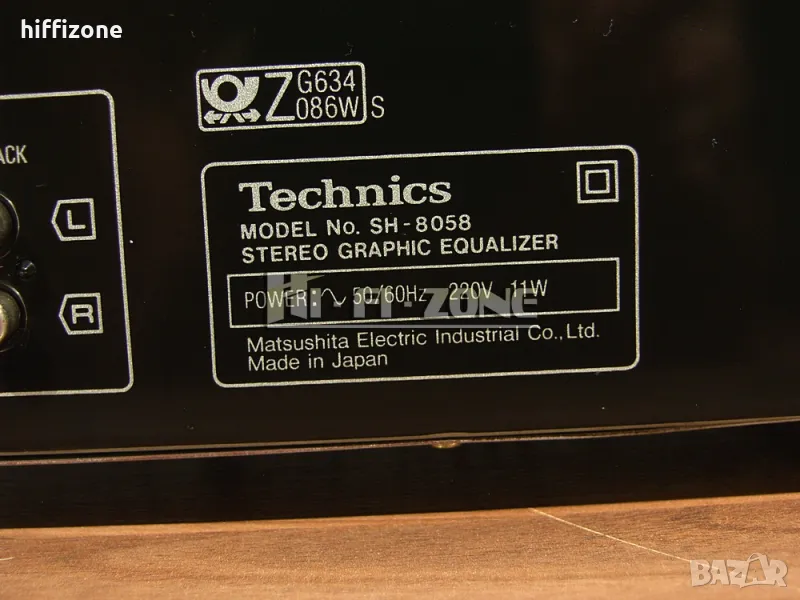 hiffizone
Z G634
086W S
ACK
L
R
Technics
MODEL No. SH-8058
STEREO GRAPHIC EQUALIZER
POWER: 50/60Hz 220V 11W
HI-FI-ZONE
Matsushita Electric Industrial Co., Ltd.
Made in Japan
BAZAR